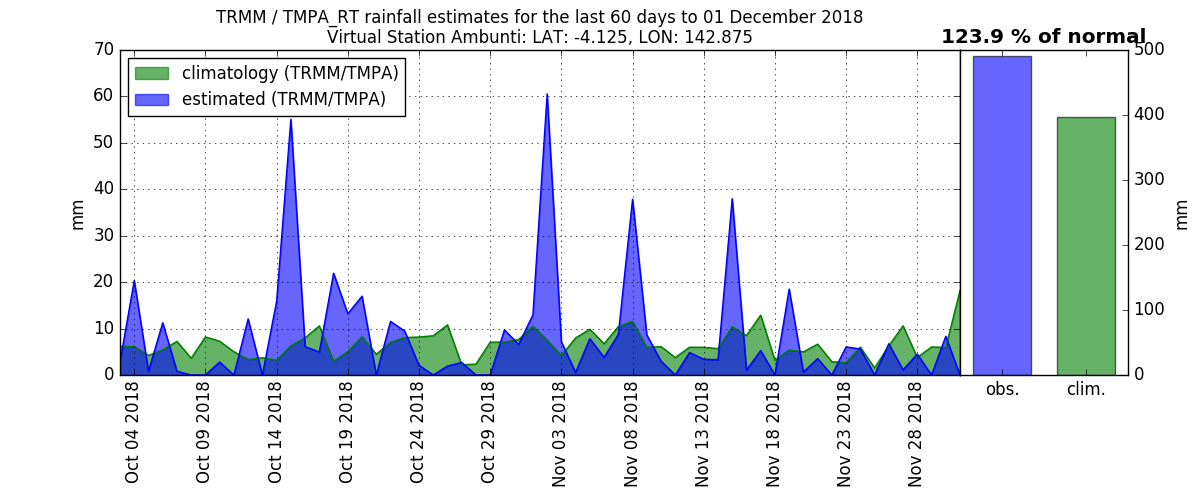 TRMM / TMPA_RT rainfall estimates for the last 60 days to 01 December 2018
Virtual Station Ambunti: LAT: -4.125, LON: 142.875
123.9 % of normal
climatology (TRMM/TMPA)
estimated (TRMM/TMPA)
70
60
50
40
30
20
10
0
mm
Oct 04 2018
Oct 09 2018
Oct 14 2018
Oct 19 2018
Oct 24 2018
Oct 29 2018
Nov 03 2018
Nov 08 2018
Nov 13 2018
Nov 18 2018
Nov 23 2018
Nov 28 2018
obs.
clim.
500
400
300
200
100
0
mm